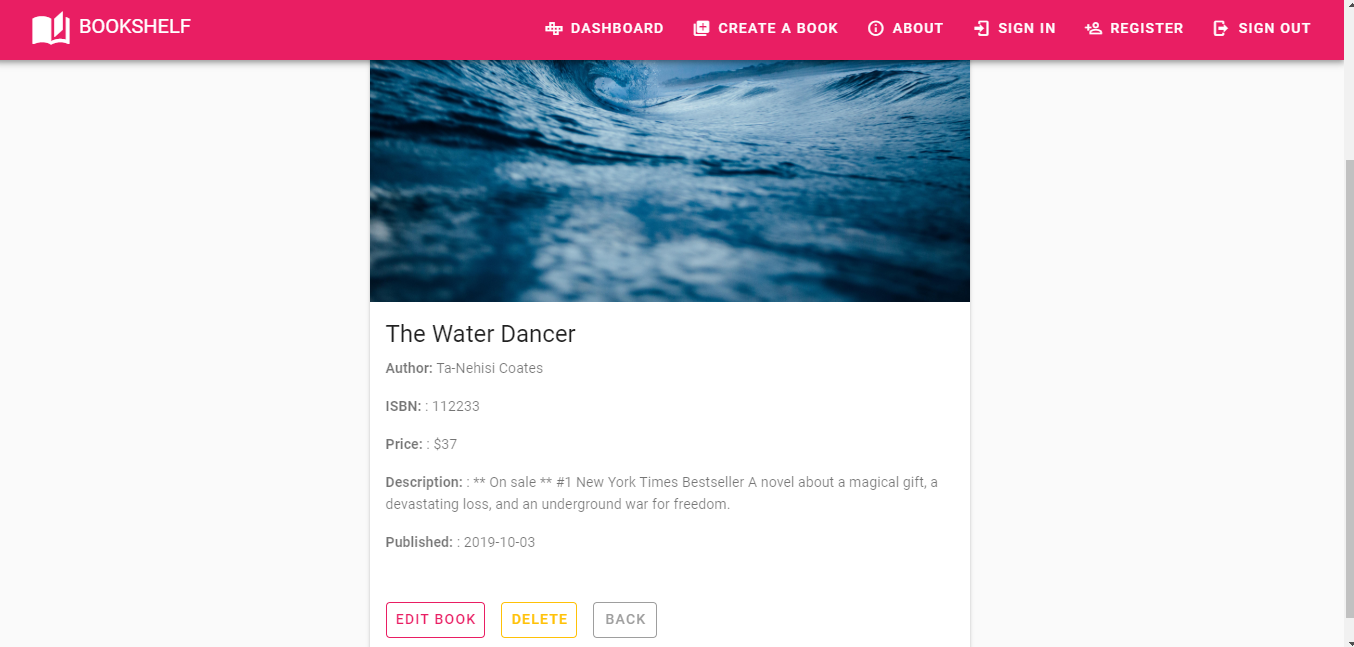 BOOKSHELF DASHBOARD CREATE A BOOK ABOUT SIGN IN REGISTER SIGN OUT
The Water Dancer
Author: Ta-Nehisi Coates
ISBN: : 112233
Price: : $37
Description: : ** On sale ** #1 New York Times Bestseller A novel about a magical gift, a
devastating loss, and an underground war for freedom.
Published: : 2019-10-03
EDIT BOOK DELETE BACK